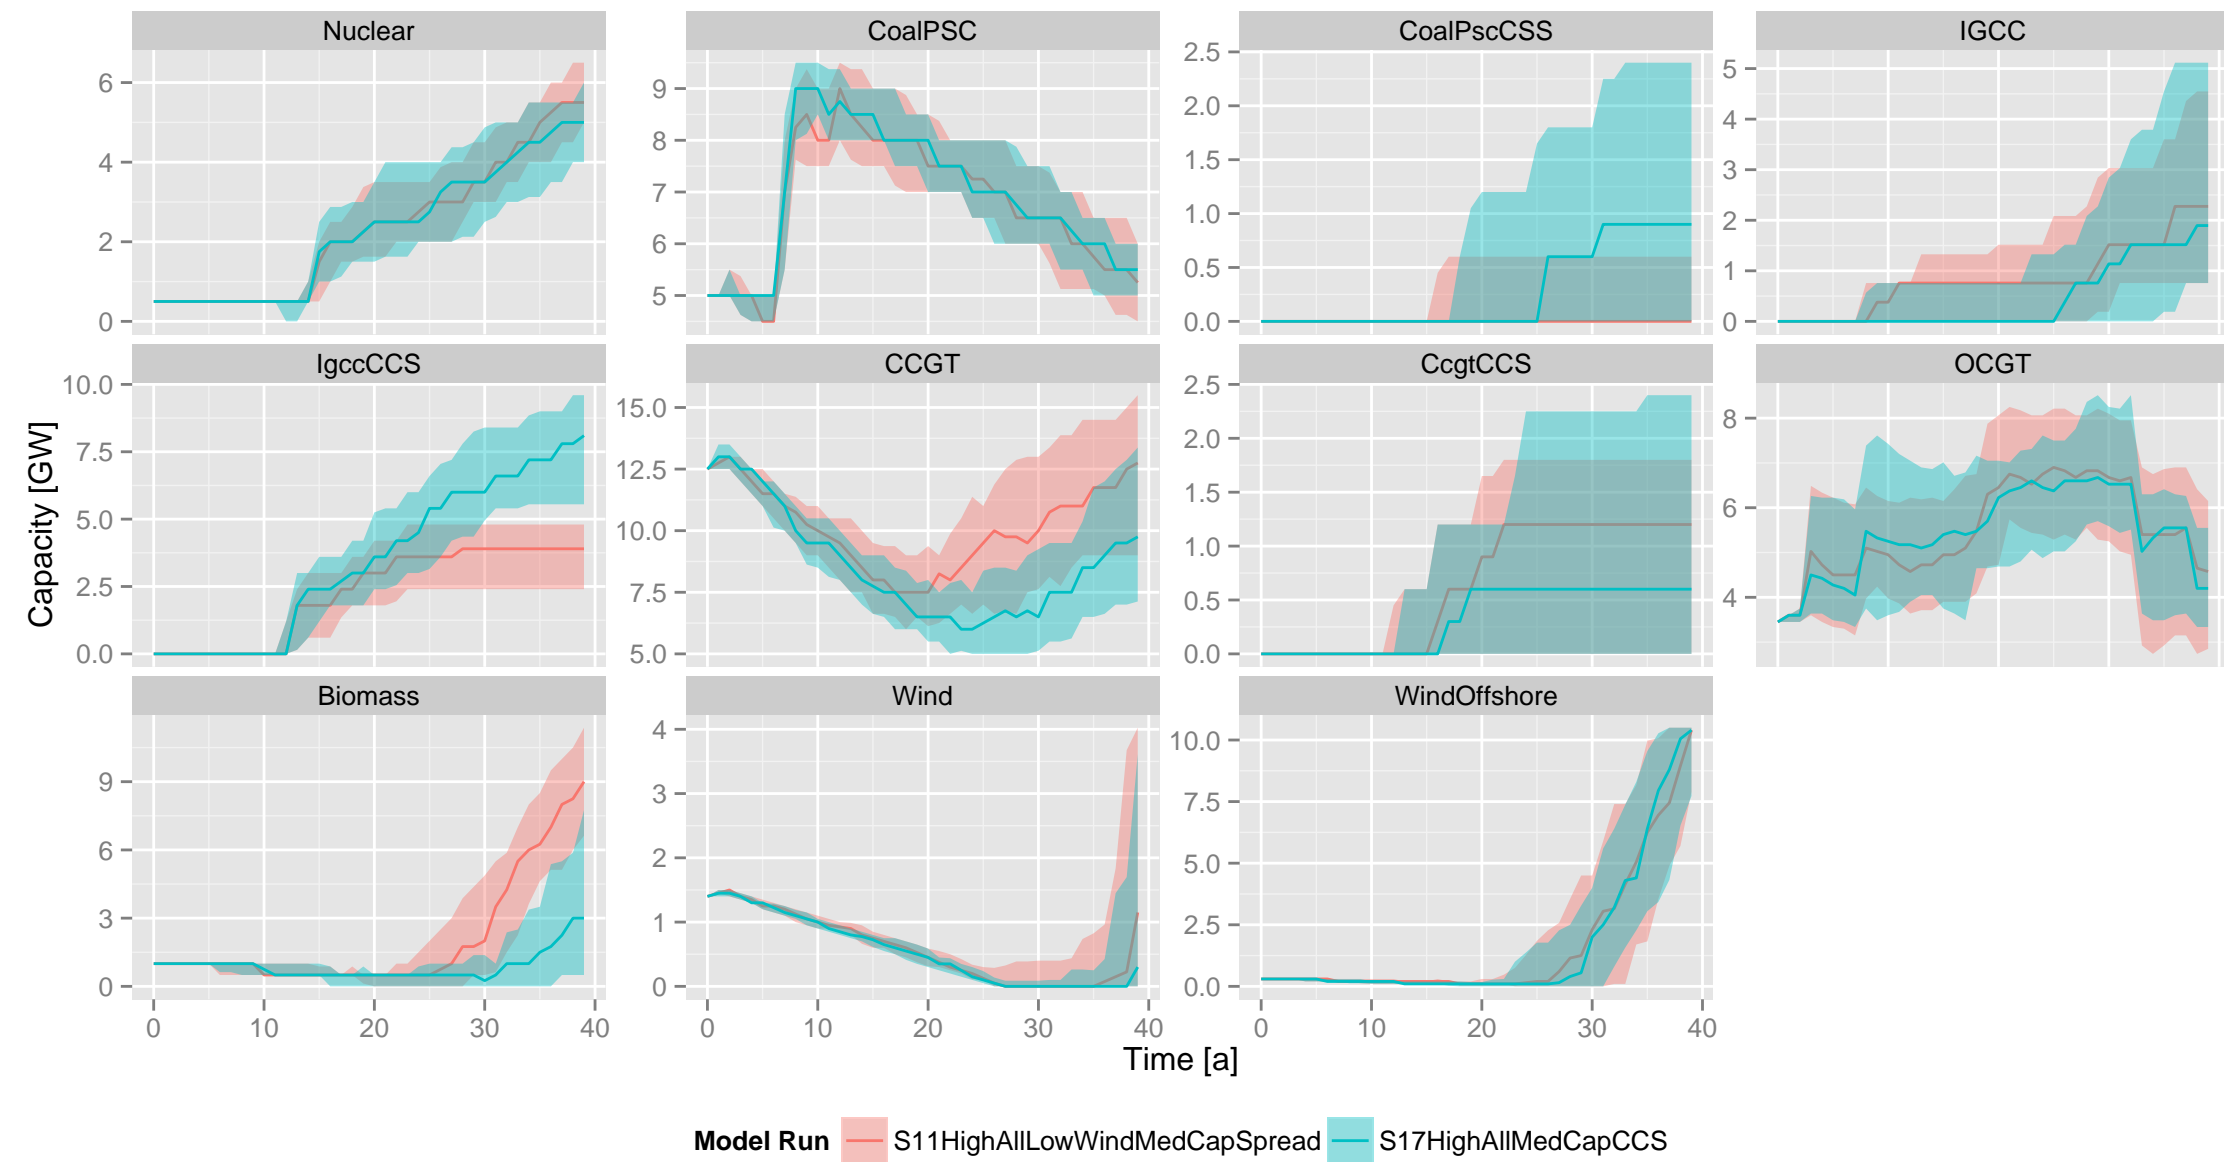 Nuclear CoalPSC CoalPscCSS IGCC
6 4 2 0
9 8 7 6 5
2.5 2.0 1.5 1.0 0.5 0.0
5 4 3 2 1 0
IgccCCS CCGT CcgtCCS OCGT
10.0 7.5 5.0 2.5 0.0
15.0 12.5 10.0 7.5 5.0
2.5 2.0 1.5 1.0 0.5 0.0
8 6 4
Capacity [GW]
Biomass Wind WindOffshore
9 6 3 0
4 3 2 1 0
10.0 7.5 5.0 2.5 0.0
0 10 20 30 40 0 10 20 30 40 0 10 20 30 40
Time [a]
Model Run S11HighAllLowWindMedCapSpread S17HighAllMedCapCCS